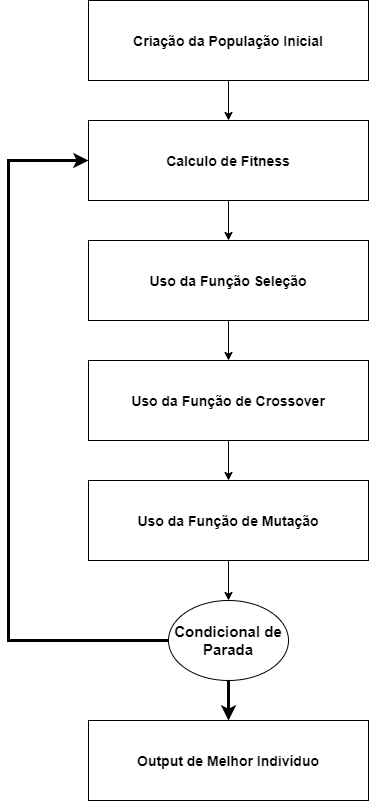 Criação da População Inicial
Calculo de Fitness
Uso da Função Seleção
Uso da Função de Crossover
Uso da Função de Mutação
Condicional de
Parada
Output de Melhor Indivíduo